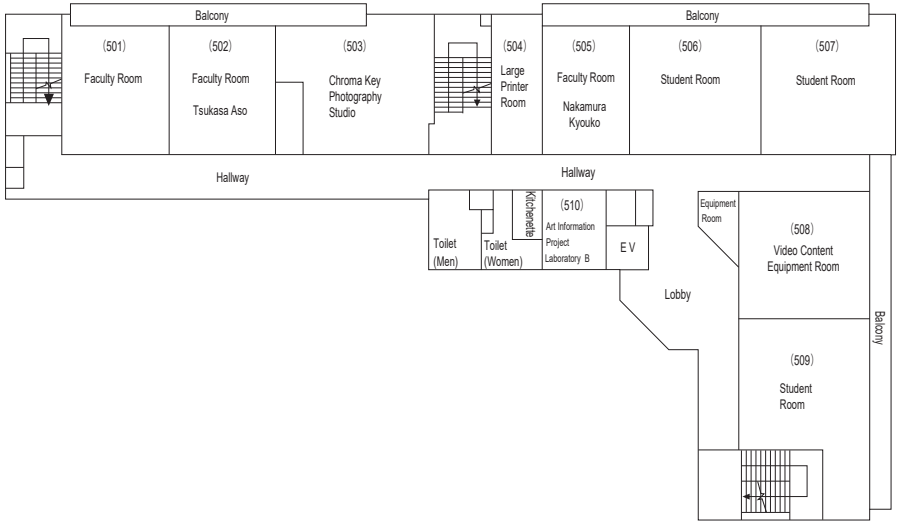 Balcony
Balcony
(501)
Faculty Room
(502)
Faculty Room
Tsukasa Aso
(503)
Chroma Key
Photography
Studio
(504)
Large
Printer
Room
(505)
Faculty Room
Nakamura
Kyouko
(506)
Student Room
(507)
Student Room
Hallway
Hallway
Toilet
(Men)
Toilet
(Women)
Kitchenette
(510)
Art Information
Project
Laboratory B
E V
Equipment
Room
(508)
Video Content
Equipment Room
Lobby
Balcony
(509)
Student
Room